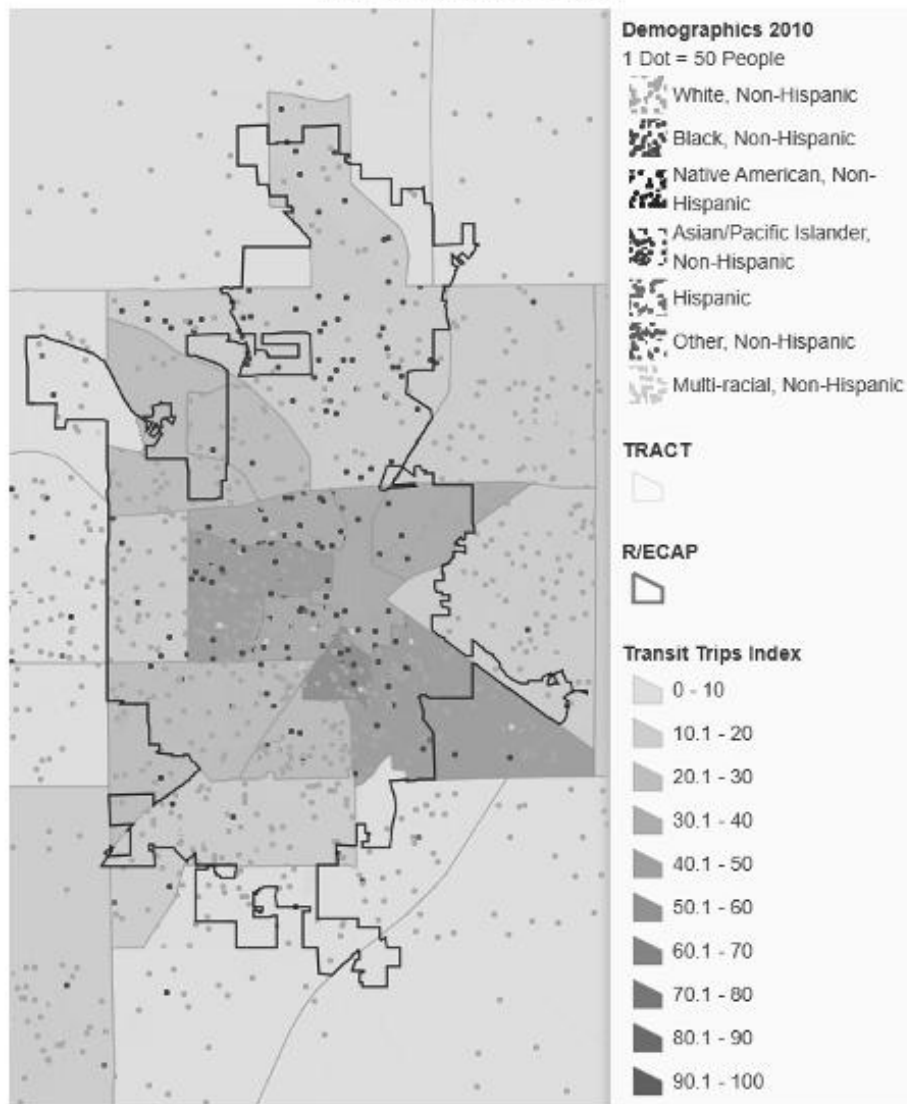 Demographics 2010
1 Dot = 50 People
White, Non-Hispanic
Black, Non-Hispanic
Native American, Non-
Hispanic
Asian/Pacific Islander,
Non-Hispanic
Hispanic
Other, Non-Hispanic
Multi-racial, Non-Hispanic
TRACT
R/ECAP
Transit Trips Index
0 - 10
10.1 - 20
20.1 - 30
30.1 - 40
40.1 - 50
50.1 - 60
60.1 - 70
70.1 - 80
80.1 - 90
90.1 - 100